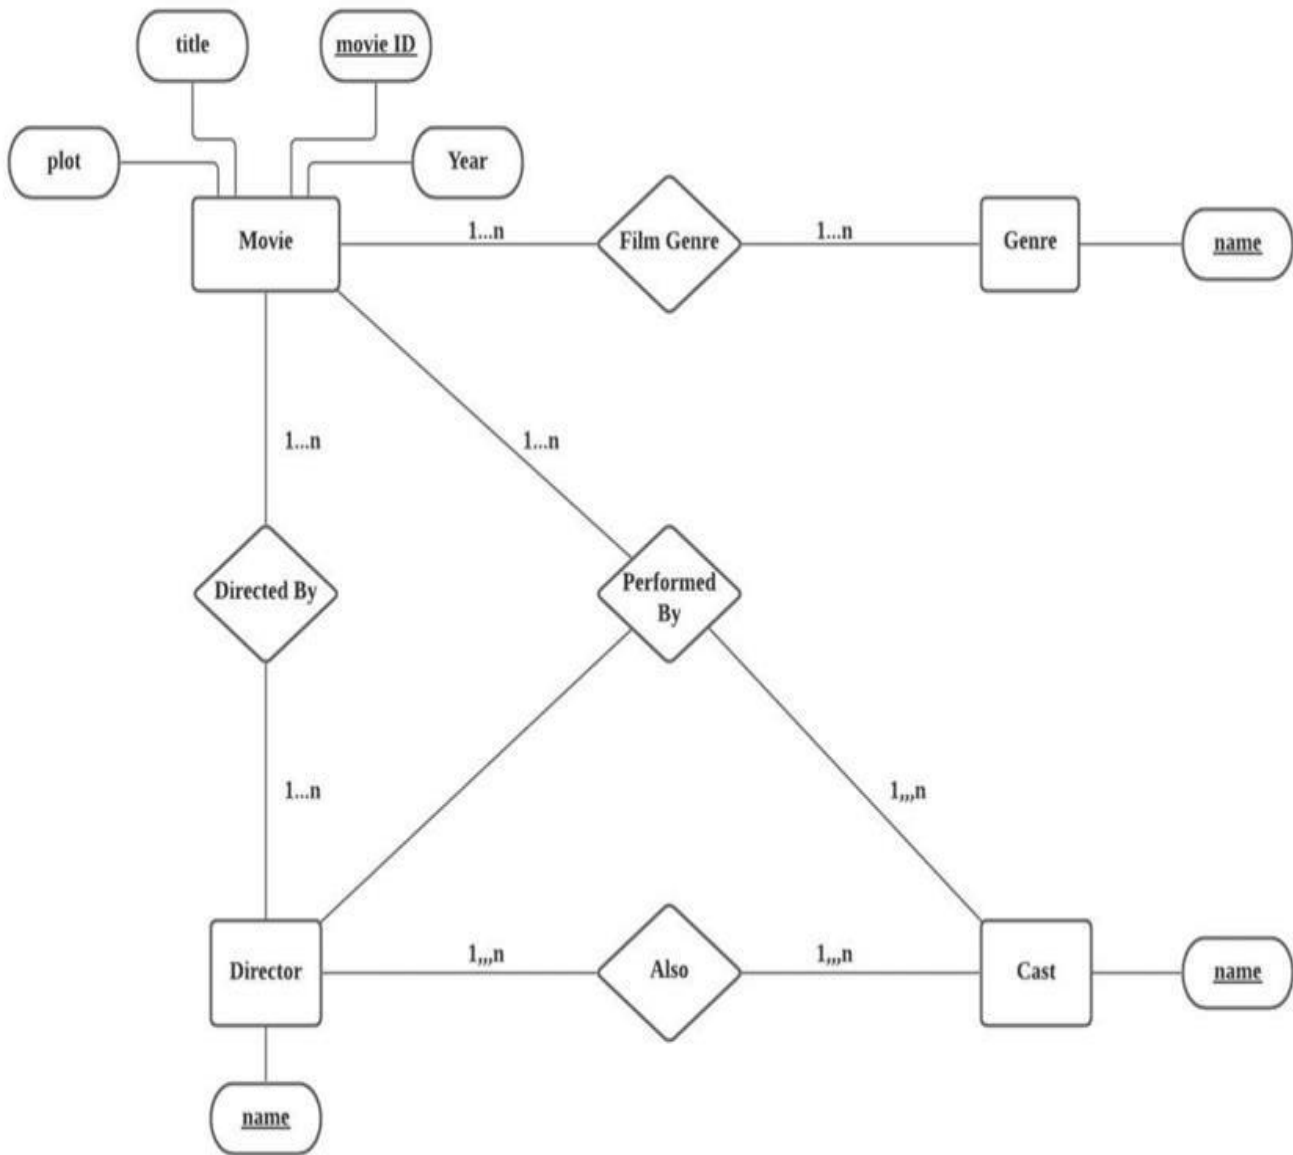 title
movie ID
plot
Year
Movie
1...n
Film Genre
1...n
Genre
name
1...n
1...n
Directed By
Performed
By
1...n
1,,,n
Director
1,,,n
Also
1,,,n
Cast
name
name